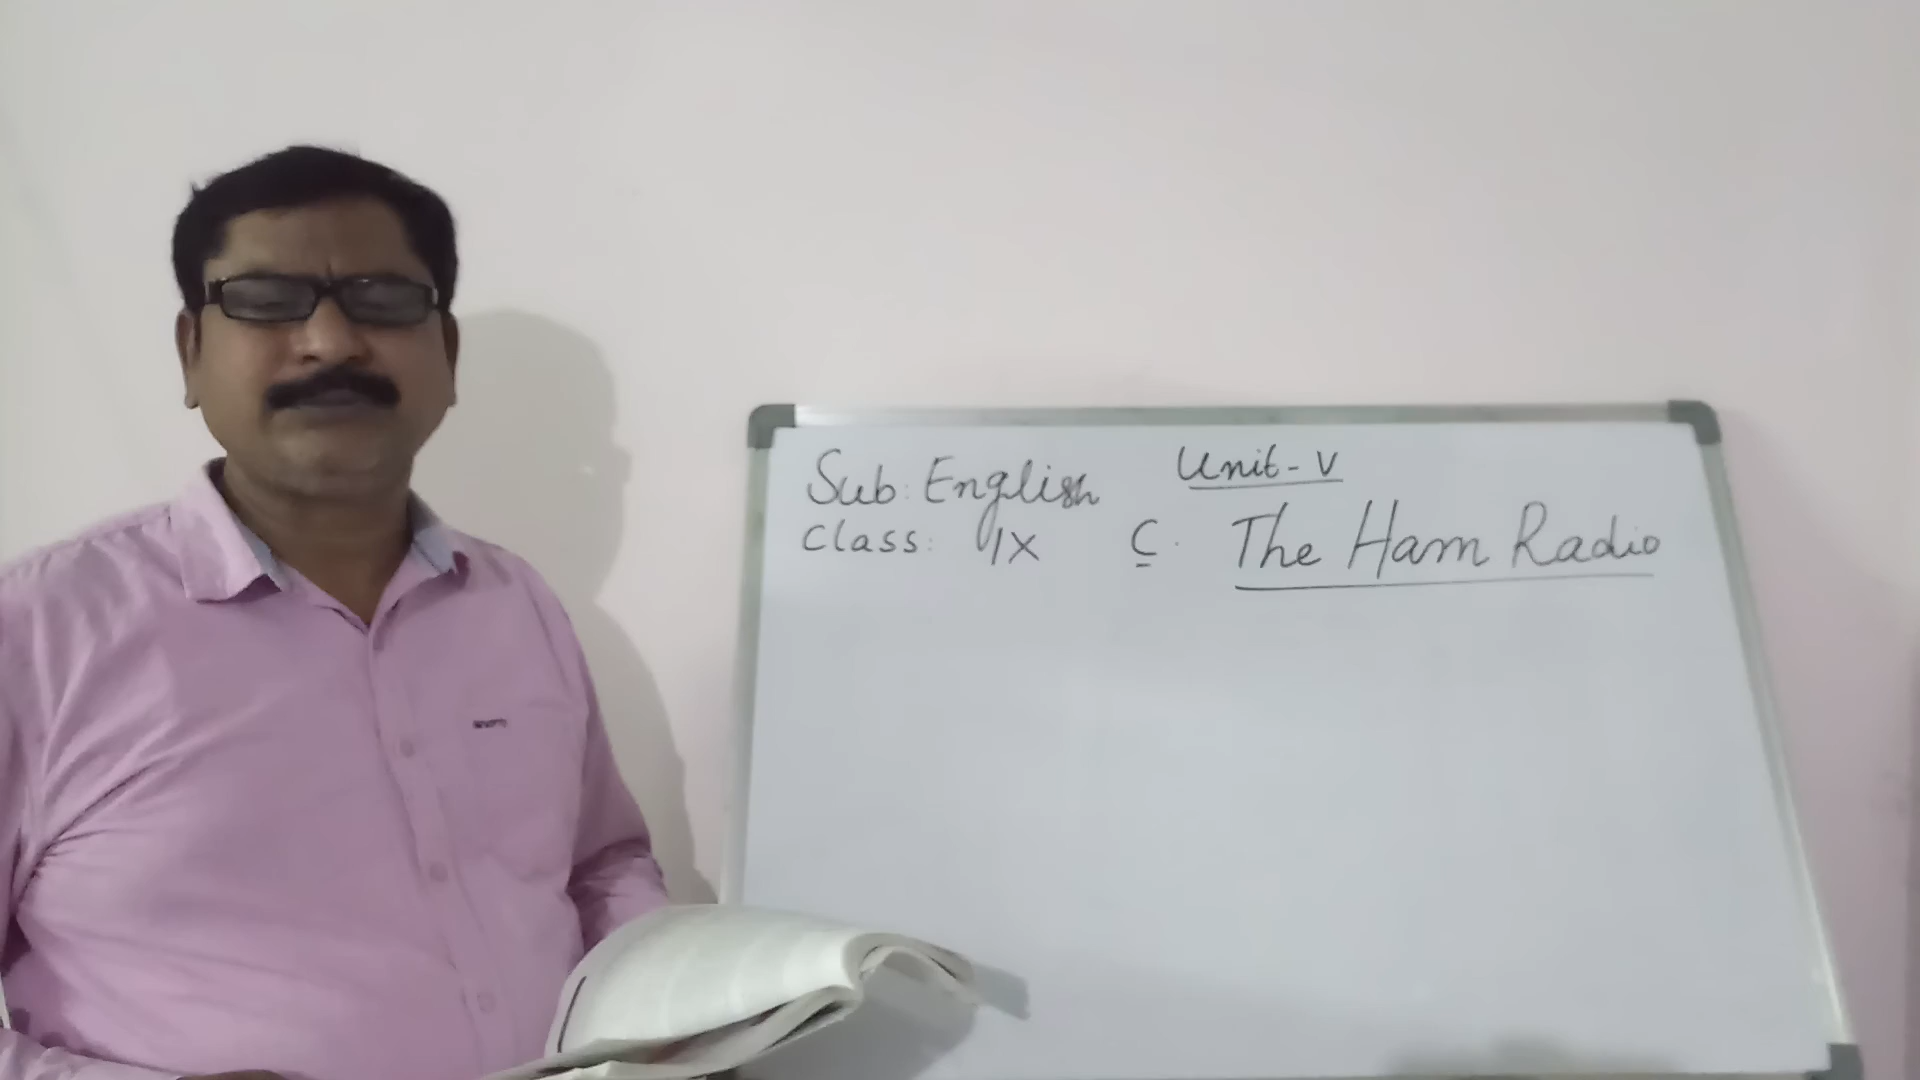 Sub: English
Class: IX
Unit-V
C. The Ham Radio